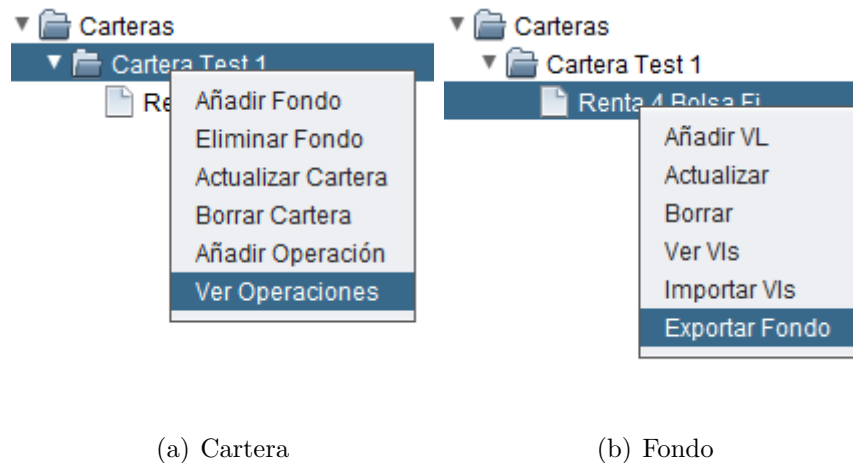 Carteras
Cartera Test 1
Re
Añadir Fondo
Eliminar Fondo
Actualizar Cartera
Borrar Cartera
Añadir Operación
Ver Operaciones
(a) Cartera
Carteras
Cartera Test 1
Renta 4 Bolsa Fi
Añadir VL
Actualizar
Borrar
Ver Vls
Importar Vls
Exportar Fondo
(b) Fondo